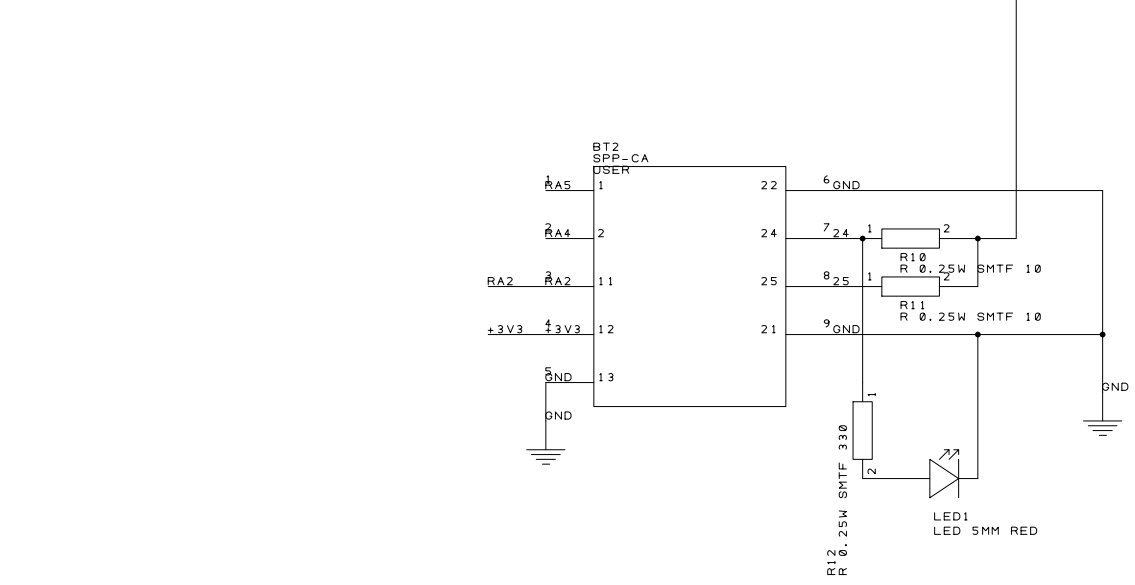 BT2
SPP-CA
USER
1
RA5
1
22
6
GND
2
RA4
2
24
7
24
1
2
R10
R 0.25W SMTF 10
RA2
3
RA2
11
25
8
25
1
2
R11
R 0.25W SMTF 10
+3V3
4
+3V3
12
21
9
GND
5
GND
13
GND
GND
1
2
R12
R 0.25W SMTF 330
LED1
LED 5MM RED